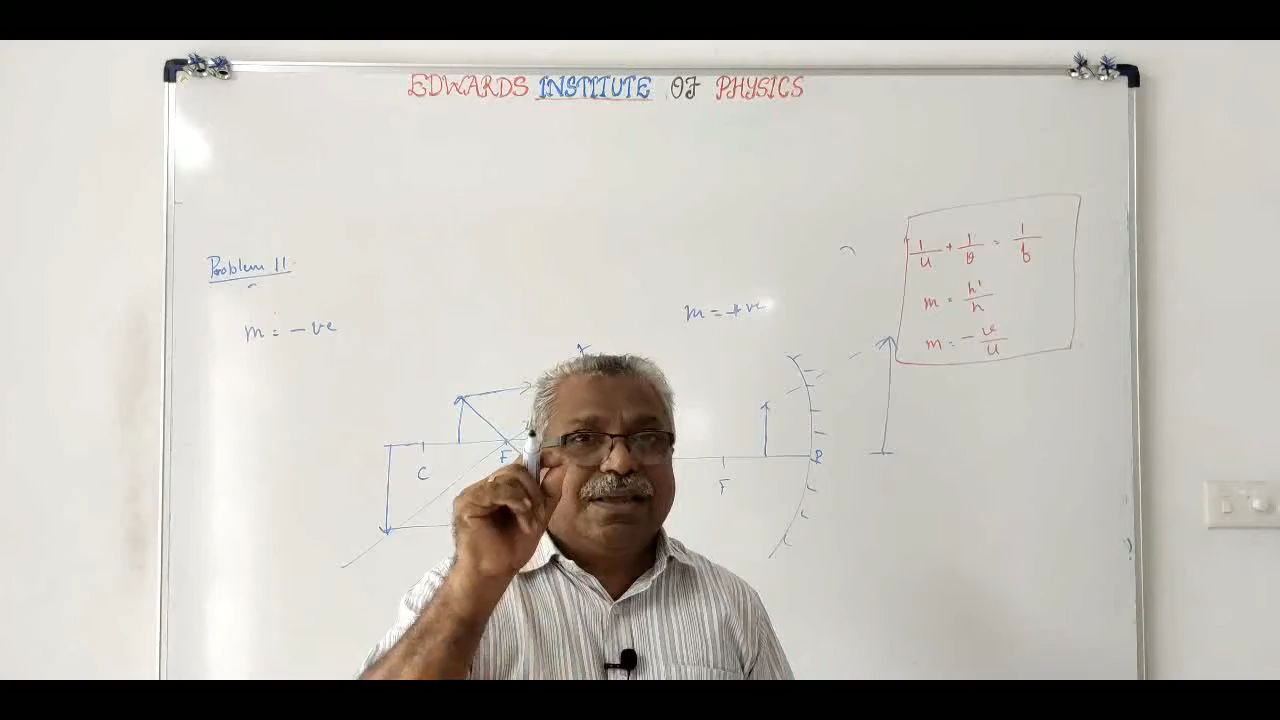 EDWARDS INSTITUTE OF PHYSICS
Problem 11
m = - ve
m = +ve
1/u + 1/v = 1/f
m = h'/h
m = - v/u
C
F
F
P